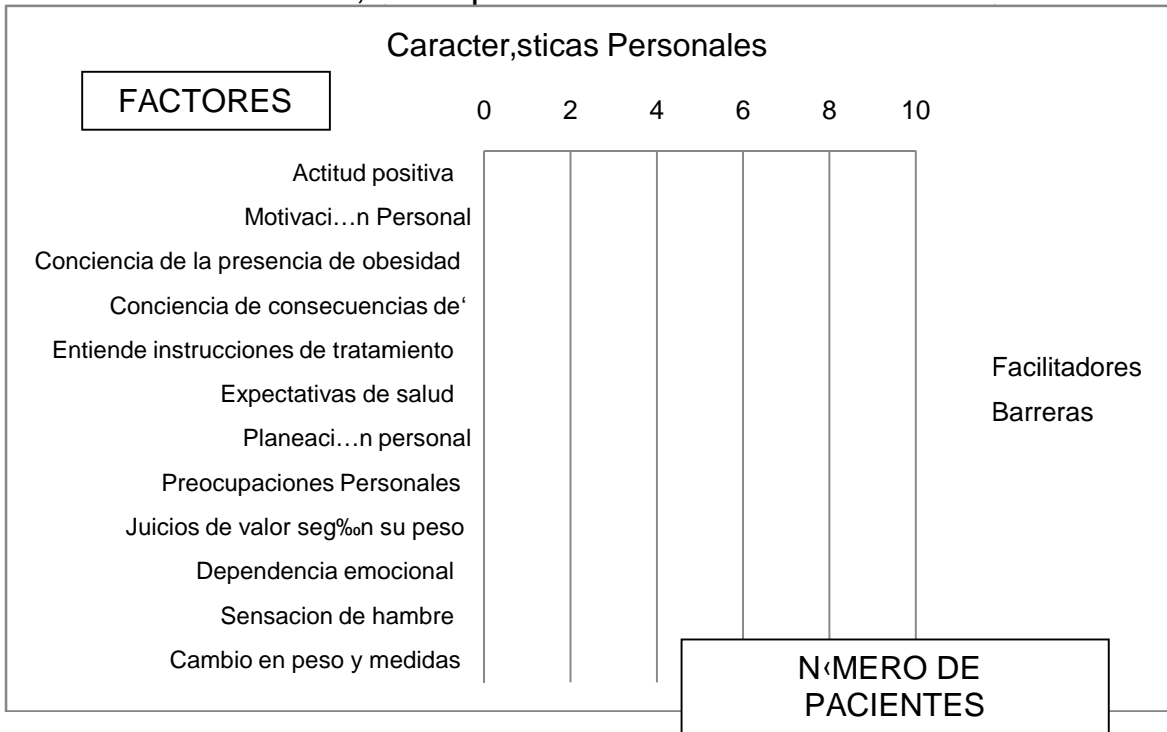 Caracter,sticas Personales
FACTORES
0 2 4 6 8 10
Actitud positiva
Motivaci…n Personal
Conciencia de la presencia de obesidad
Conciencia de consecuencias de‘
Entiende instrucciones de tratamiento
Expectativas de salud
Planeaci…n personal
Preocupaciones Personales
Juicios de valor seg‰n su peso
Dependencia emocional
Sensacion de hambre
Cambio en peso y medidas
Facilitadores
Barreras
N‹MERO DE
PACIENTES